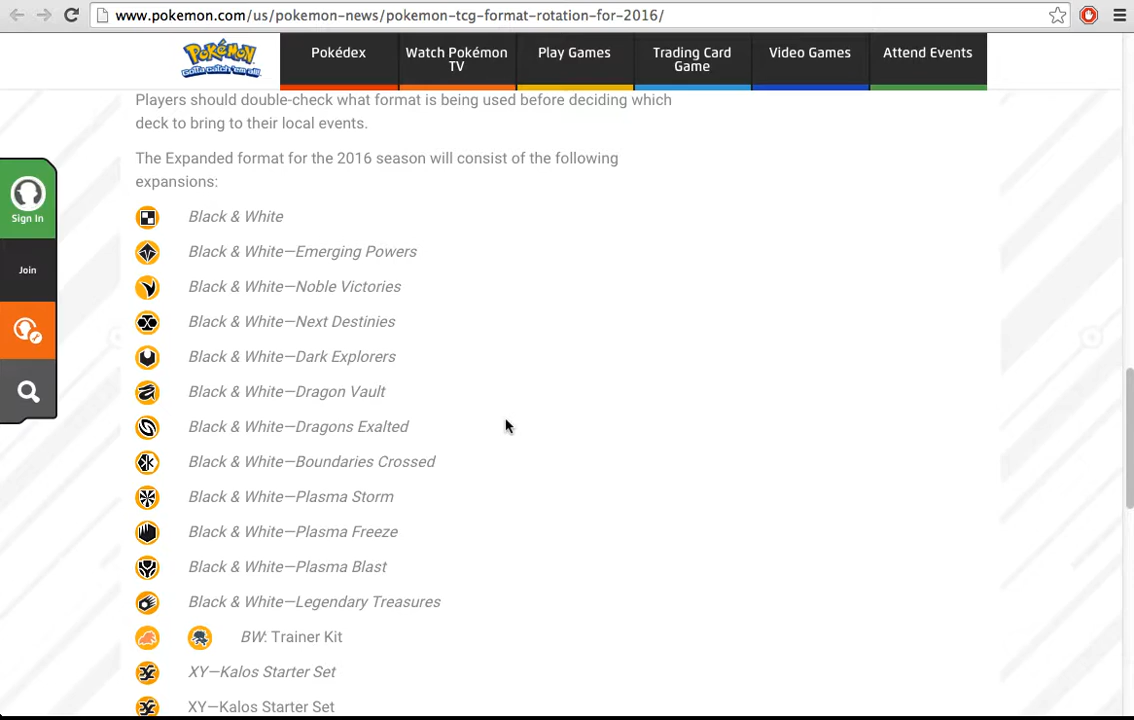 www.pokemon.com/us/pokemon-news/pokemon-tcg-format-rotation-for-2016/
Pokémon
Gotta catch 'em all!
Pokédex
Watch Pokémon TV
Play Games
Trading Card Game
Video Games
Attend Events
Players should double-check what format is being used before deciding which
deck to bring to their local events.
The Expanded format for the 2016 season will consist of the following
expansions:
Sign In
Join
Black & White
Black & White—Emerging Powers
Black & White—Noble Victories
Black & White—Next Destinies
Black & White—Dark Explorers
Black & White—Dragon Vault
Black & White—Dragons Exalted
Black & White—Boundaries Crossed
Black & White—Plasma Storm
Black & White—Plasma Freeze
Black & White—Plasma Blast
Black & White—Legendary Treasures
BW: Trainer Kit
XY—Kalos Starter Set
XY—Kalos Starter Set